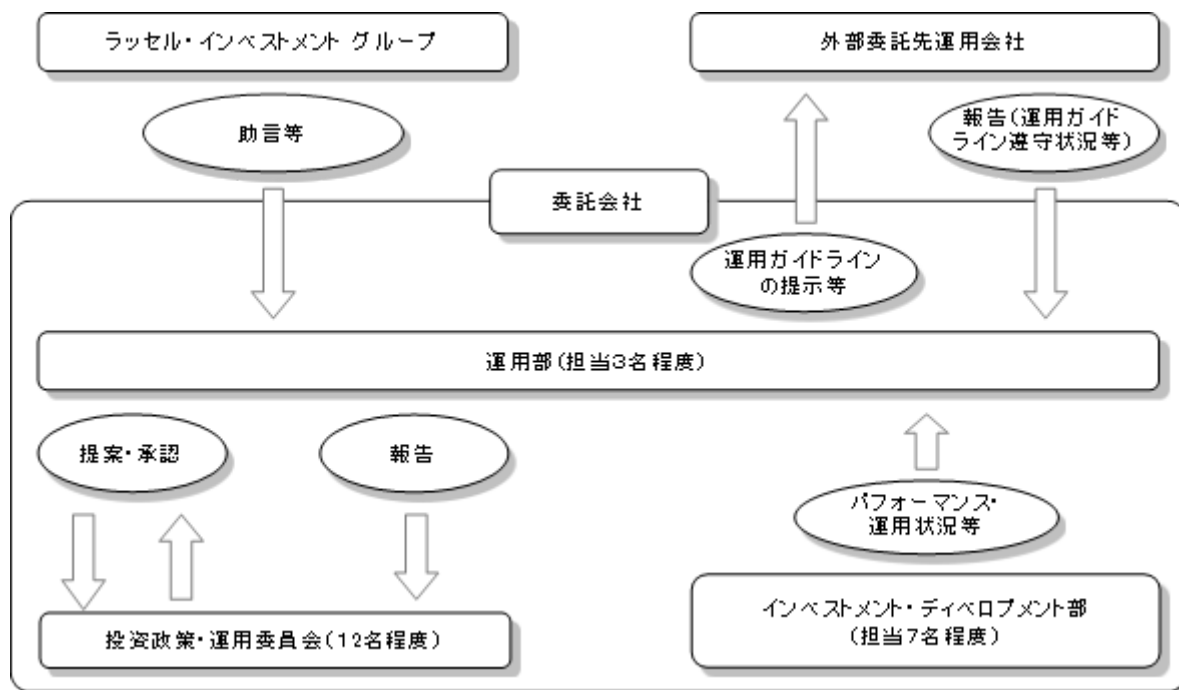 ラッセル・インベストメント グループ
外部委託先運用会社
助言等
報告(運用ガイド
ライン遵守状況等)
委託会社
運用ガイドライン
の提示等
運用部(担当3名程度)
提案・承認
報告
パフォーマンス・
運用状況等
インベストメント・ディベロプメント部
(担当7名程度)
投資政策・運用委員会(12名程度)